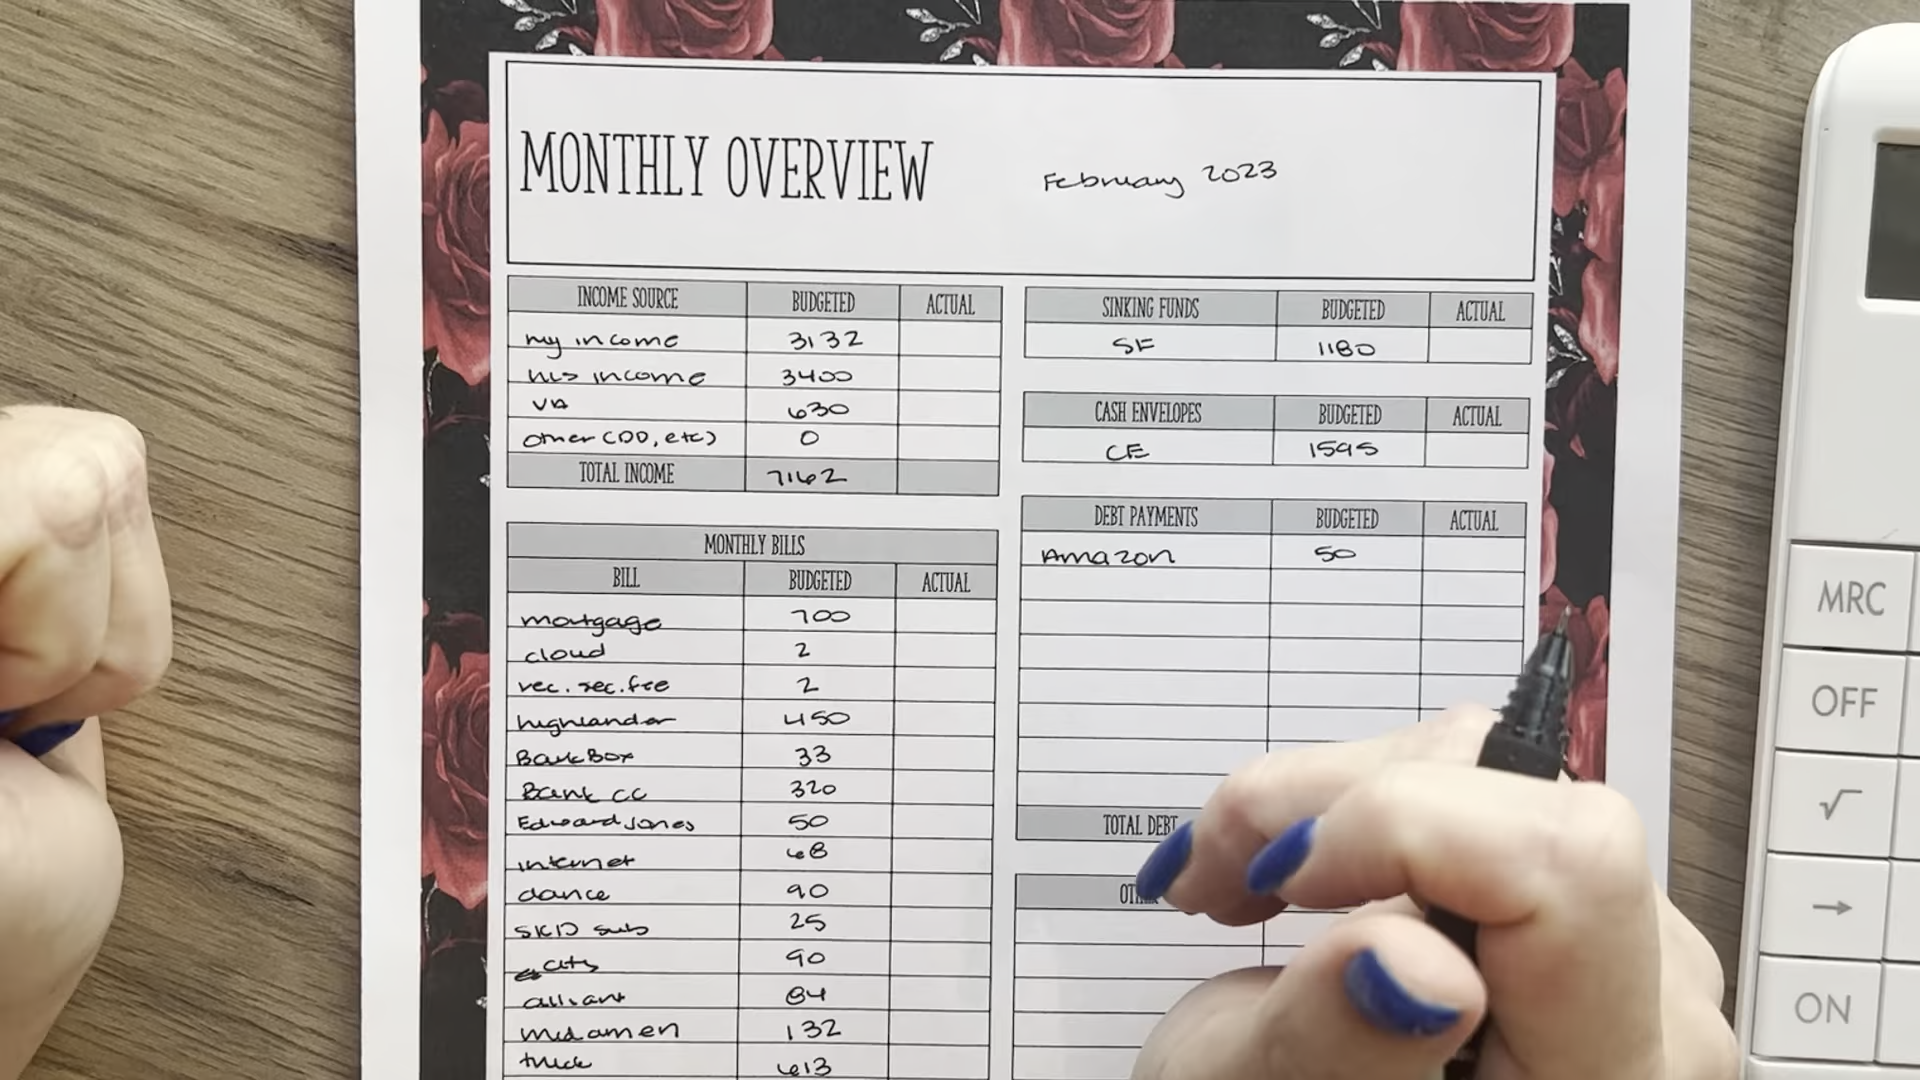 MONTHLY OVERVIEW February 2023
INCOME SOURCE BUDGETED ACTUAL
my income 3132
his income 3400
VA 630
other (DD, etc) 0
TOTAL INCOME 7162
MONTHLY BILLS
BILL BUDGETED ACTUAL
mortgage 700
cloud 2
rec. sec. fee 2
highlander 450
Bark Box 33
Bank CC 320
Edward Jones 50
internet 68
dance 90
SKID sub 25
city 90
alliant 84
midamen 132
truck 613
SINKING FUNDS BUDGETED ACTUAL
SF 1180
CASH ENVELOPES BUDGETED ACTUAL
CE 1595
DEBT PAYMENTS BUDGETED ACTUAL
Amazon 50
TOTAL DEBT
MRC
OFF
√
→
ON